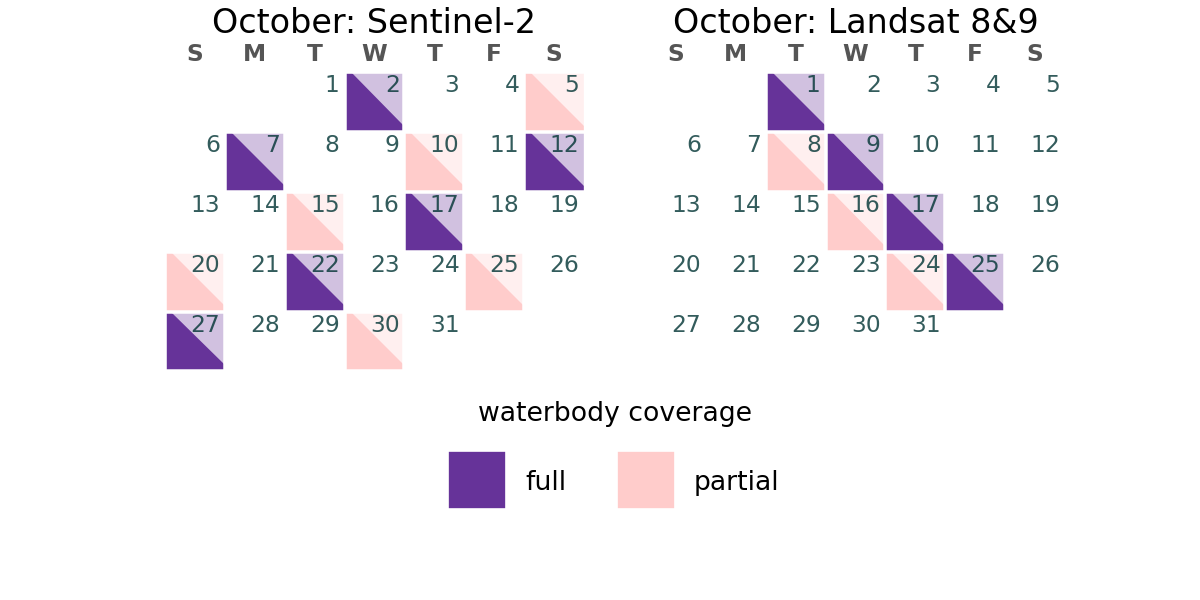 October: Sentinel-2
S M T W T F S
1 2 3 4 5
6 7 8 9 10 11 12
13 14 15 16 17 18 19
20 21 22 23 24 25 26
27 28 29 30 31
October: Landsat 8&9
S M T W T F S
1 2 3 4 5
6 7 8 9 10 11 12
13 14 15 16 17 18 19
20 21 22 23 24 25 26
27 28 29 30 31
waterbody coverage
full partial